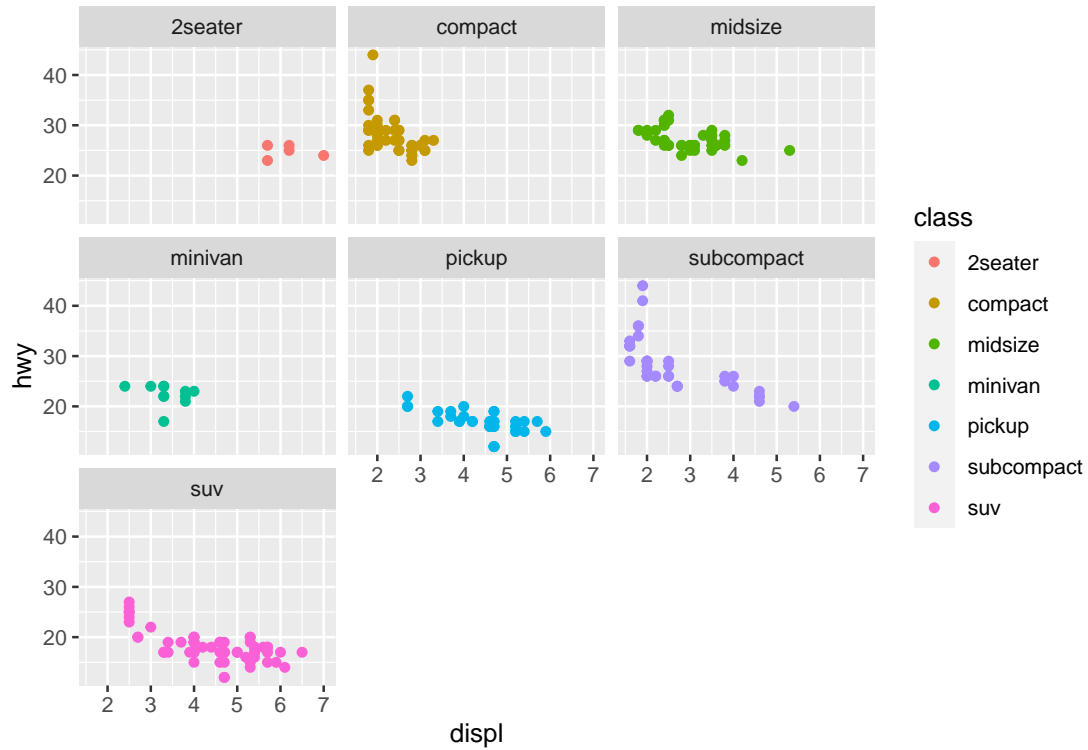 2seater compact midsize
40
30
20
minivan pickup subcompact
40
30
20
2 3 4 5 6 7 2 3 4 5 6 7
suv
40
30
20
2 3 4 5 6 7
displ
hwy
class
2seater
compact
midsize
minivan
pickup
subcompact
suv